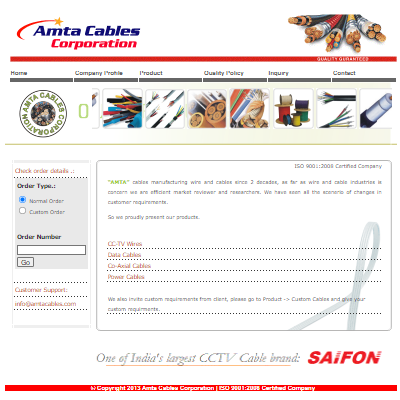 Amta Cables
Corporation
QUALITY GURANTEED
Home Company Profile Product Quality Policy Inquiry Contact
AMTA CABLES CORPORATION
ISO 9001:2008 Certified Company
Check order details .:
"AMTA" cables manufacturing wire and cables since 2 decades, as far as wire and cable industries is
concern we are efficient market reviewer and researchers. We have seen all the scenario of changes in
customer requirements.
Order Type.:
Normal Order
Custom Order
So we proudly present our products.
Order Number
Go
CC-TV Wires
Data Cables
Co-Axial Cables
Power Cables
Customer Support:
info@amtacables.com
We also invite custom requirements from client, please go to Product -> Custom Cables and give your
custom requirments.
One of India's largest CCTV Cable brand: SAiFON
© Copyright 2013 Amta Cables Corporation | ISO 9001:2008 Certified Company